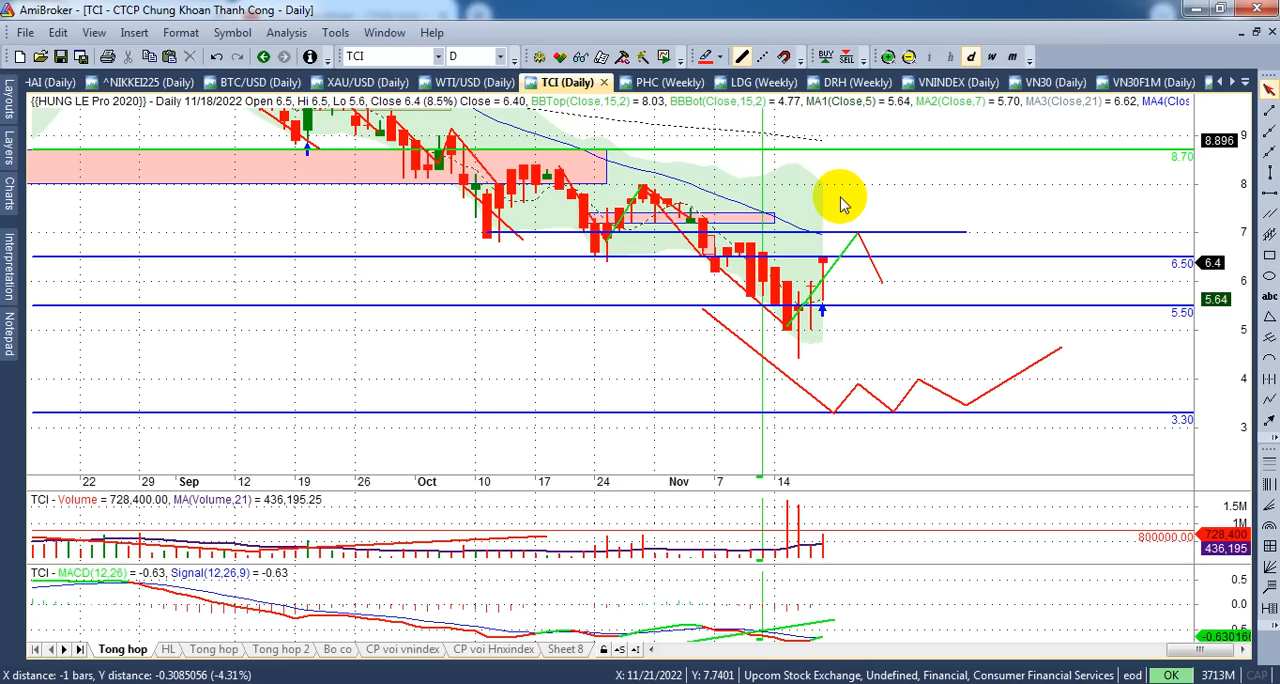 AmiBroker - [TCI - CTCP Chung Khoan Thanh Cong - Daily]
File Edit View Insert Format Symbol Analysis Tools Window Help
TCI D BUY SELL i h d w m
HAI (Daily) ^NIKKEI225 (Daily) BTC/USD (Daily) XAU/USD (Daily) WTI/USD (Daily) TCI (Daily) PHC (Weekly) LDG (Weekly) DRH (Weekly) VNINDEX (Daily) VN30 (Daily) VN30F1M (Daily)
Layouts
Layers
Charts
Interpretation
Notepad
{{HUNG LE Pro 2020}} - Daily 11/18/2022 Open 6.5, Hi 6.5, Lo 5.6, Close 6.4 (8.5%) Close = 6.40, BBTop(Close,15,2) = 8.03, BBBot(Close,15,2) = 4.77, MA1(Close,5) = 5.64, MA2(Close,7) = 5.70, MA3(Close,21) = 6.62, MA4(Clos
9
8.896
8.70
8
7
6.50
6.4
6
5.64
5.50
5
4
3.30
3
22 29 Sep 12 19 26 Oct 10 17 24 Nov 7 14
TCI - Volume = 728,400.00, MA(Volume,21) = 436,195.25
1.5M
1M
728,400
800000.00
436,195
TCI - MACD(12,26) = -0.63, Signal(12,26,9) = -0.63
0.5
0.0
-0.630166
Tong hop HL Tong hop Tong hop 2 Bo co CP voi vnindex CP voi Hnxindex Sheet 8
abc
X distance: -1 bars, Y distance: -0.3085056 (-4.31%) X: 11/21/2022 Y: 7.7401 Upcom Stock Exchange, Undefined, Financial, Consumer Financial Services eod OK 3713M CAP